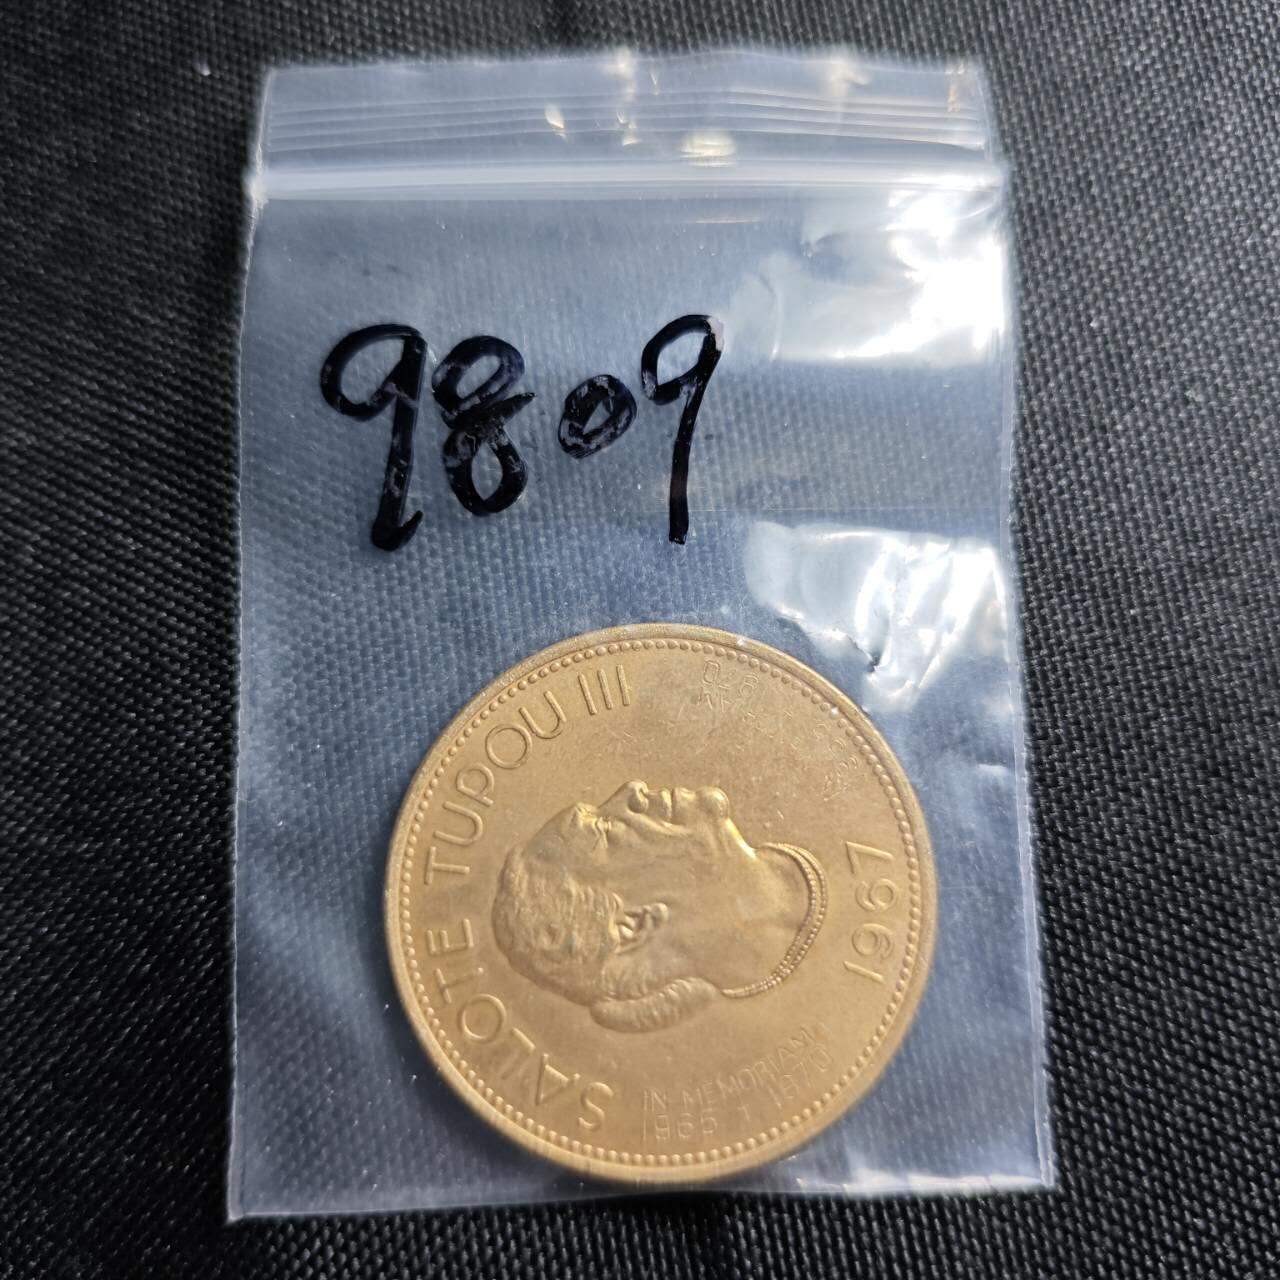 9809
SALOTE TUPOU III
1967
IN MEMORIAM
1965 † 1970